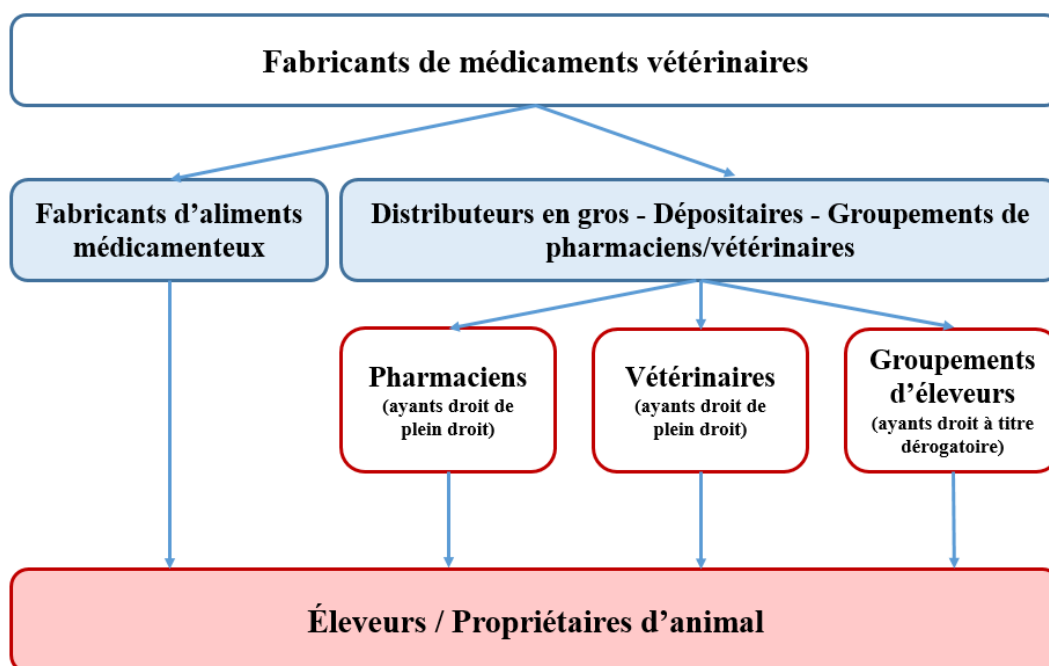 Fabricants de médicaments vétérinaires
Fabricants d’aliments
médicamenteux
Distributeurs en gros - Dépositaires - Groupements de
pharmaciens/vétérinaires
Pharmaciens
(ayants droit de
plein droit)
Vétérinaires
(ayants droit de
plein droit)
Groupements
d’éleveurs
(ayants droit à titre
dérogatoire)
Éleveurs / Propriétaires d’animal